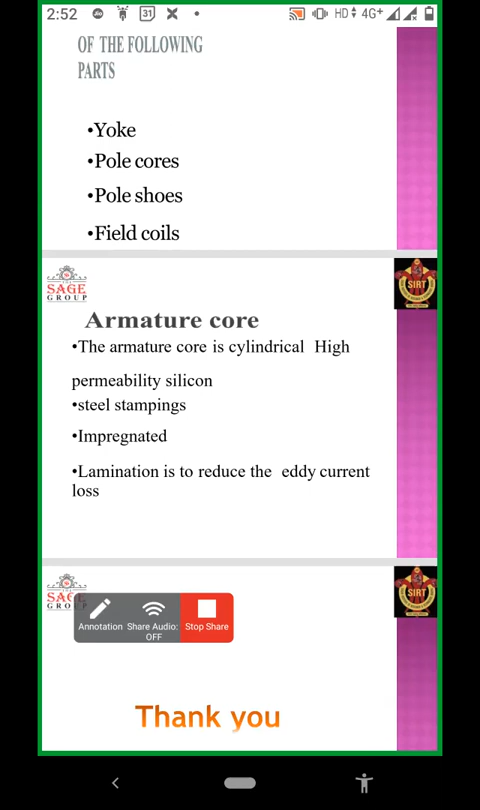 2:52
31
HD 4G+
OF THE FOLLOWING
PARTS
•Yoke
•Pole cores
•Pole shoes
•Field coils
SAGE
GROUP
SIRT
Armature core
•The armature core is cylindrical High
permeability silicon
•steel stampings
•Impregnated
•Lamination is to reduce the eddy current
loss
SAGE
GROUP
SIRT
Annotation
Share Audio:
OFF
Stop Share
Thank you